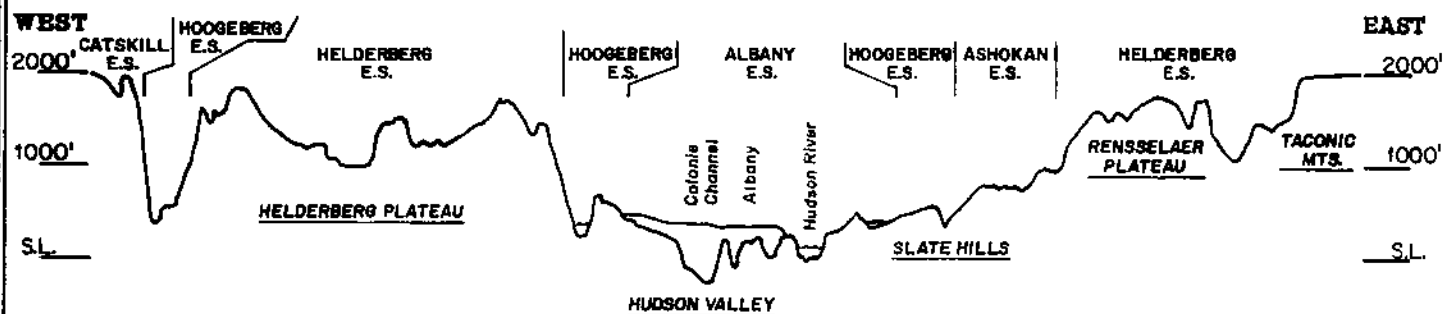 WEST
EAST
CATSKILL
E.S.
HOOGEBERG
E.S.
HELDERBERG
E.S.
HOOGEBERG
E.S.
ALBANY
E.S.
HOOGEBERG
E.S.
ASHOKAN
E.S.
HELDERBERG
E.S.
2000'
2000'
1000'
1000'
S.L.
S.L.
HELDERBERG PLATEAU
Colonie
Channel
Albany
Hudson River
HUDSON VALLEY
SLATE HILLS
RENSSELAER
PLATEAU
TACONIC
MTS.